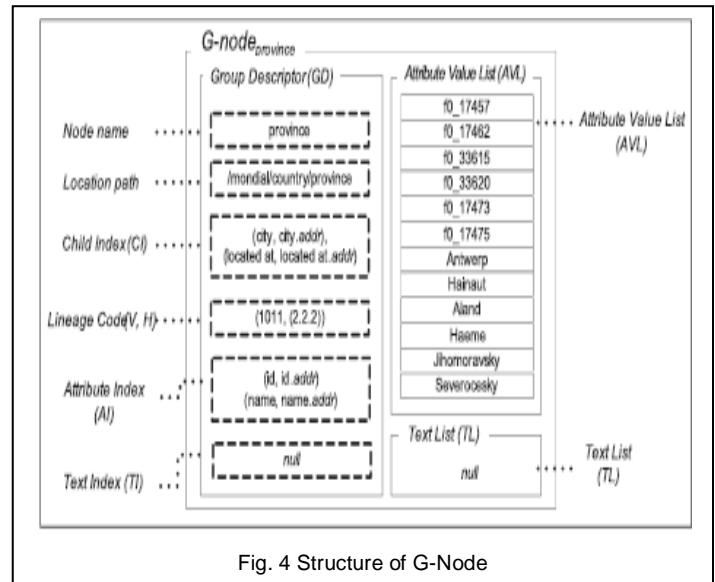 G-node province
Group Descriptor(GD)
Node name
province
Location path
/mondial/country/province
Child Index(CI)
(city, city.addr),
(located at, located at.addr)
Lineage Code(V, H)
(1011, (2.2.2))
Attribute Index
(AI)
(id, id.addr)
(name, name.addr)
Text Index (TI)
null
Attribute Value List (AVL)
f0_17457
f0_17462
f0_33615
f0_33620
f0_17473
f0_17475
Antwerp
Hainaut
Aland
Haeme
Jihomoravsky
Severocesky
Attribute Value List
(AVL)
Text List (TL)
null
Text List
(TL)
Fig. 4 Structure of G-Node